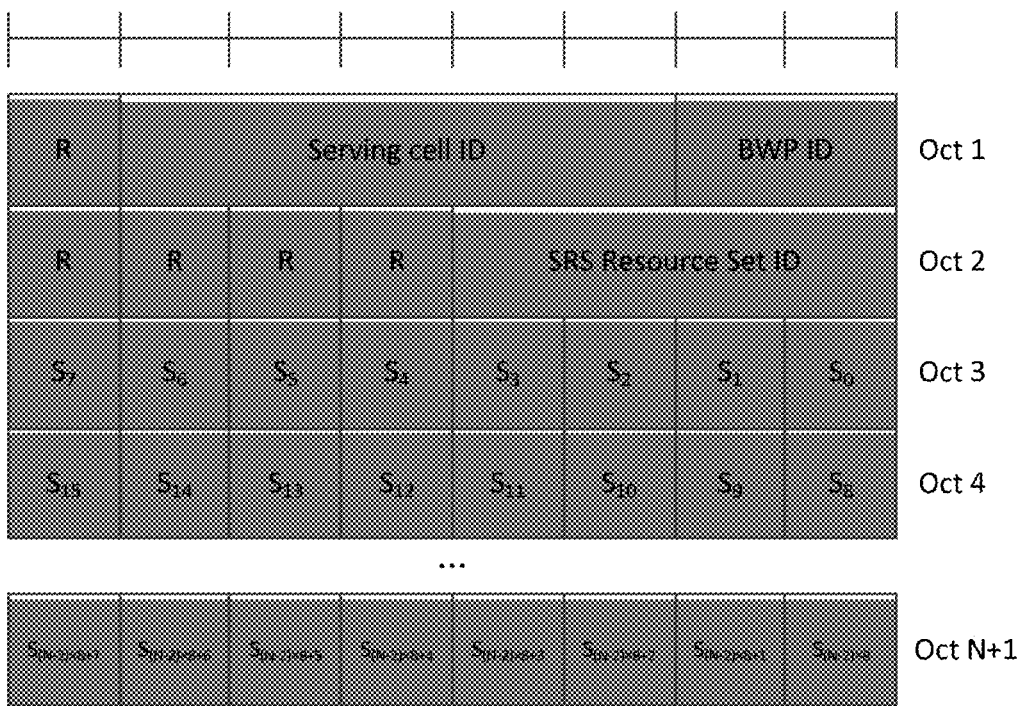 R Serving cell ID BWP ID Oct 1
R R R R SRS Resource Set ID Oct 2
S₇ S₆ S₅ S₄ S₃ S₂ S₁ S₀ Oct 3
S₁₅ S₁₄ S₁₃ S₁₂ S₁₁ S₁₀ S₉ S₈ Oct 4
...
Oct N+1